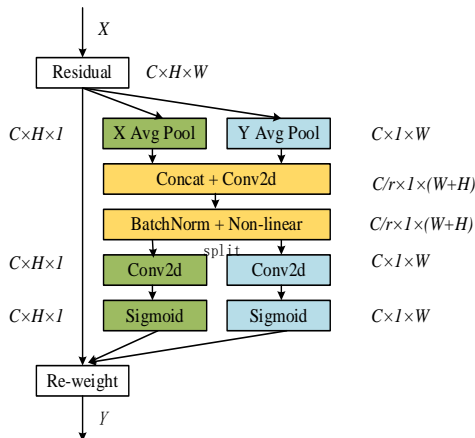 X
Residual C×H×W
C×H×1 X Avg Pool Y Avg Pool C×1×W
Concat + Conv2d C/r×1×(W+H)
BatchNorm + Non-linear C/r×1×(W+H)
split
C×H×1 Conv2d Conv2d C×1×W
C×H×1 Sigmoid Sigmoid C×1×W
Re-weight
Y